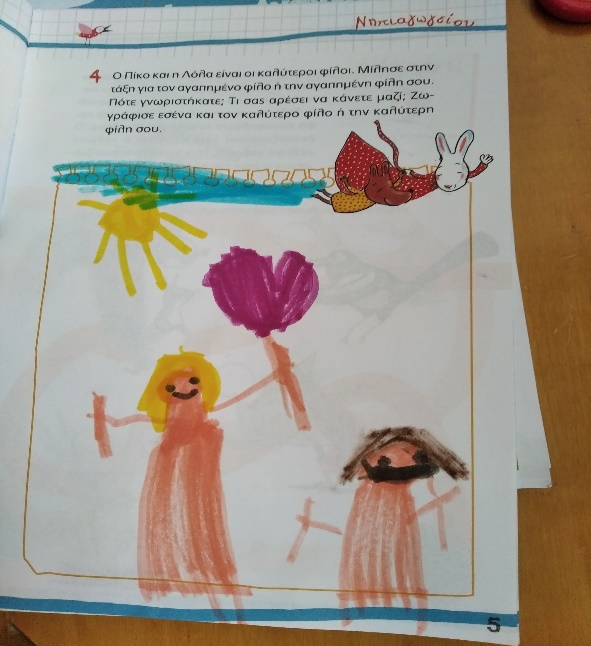 Νηπιαγωγείου
4 Ο Πίκο και η Λόλα είναι οι καλύτεροι φίλοι. Μίλησε στην
τάξη για τον αγαπημένο φίλο ή την αγαπημένη φίλη σου.
Πότε γνωριστήκατε; Τι σας αρέσει να κάνετε μαζί; Ζω-
γράφισε εσένα και τον καλύτερο φίλο ή την καλύτερη
φίλη σου.
5